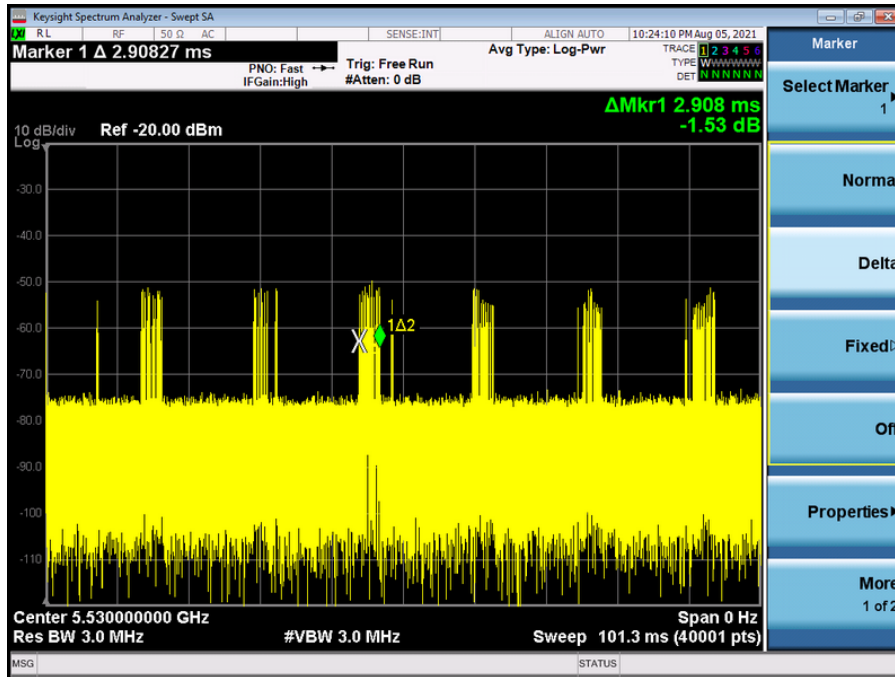 Keysight Spectrum Analyzer - Swept SA
LXI RL RF 50 Ω AC SENSE:INT ALIGN AUTO 10:24:10 PM Aug 05, 2021
Marker 1 Δ 2.90827 ms
PNO: Fast
IFGain:High
Trig: Free Run
#Atten: 0 dB
Avg Type: Log-Pwr
TRACE 1 2 3 4 5 6
TYPE WWWWWW
DET N N N N N N
ΔMkr1 2.908 ms
-1.53 dB
10 dB/div Ref -20.00 dBm
Log
-30.0
-40.0
-50.0
-60.0
1Δ2
-70.0
-80.0
-90.0
-100
-110
Center 5.530000000 GHz
Span 0 Hz
Res BW 3.0 MHz
#VBW 3.0 MHz
Sweep 101.3 ms (40001 pts)
MSG
STATUS
Marker
Select Marker
1
Norma
Delta
Fixed
Off
Properties
More
1 of 2